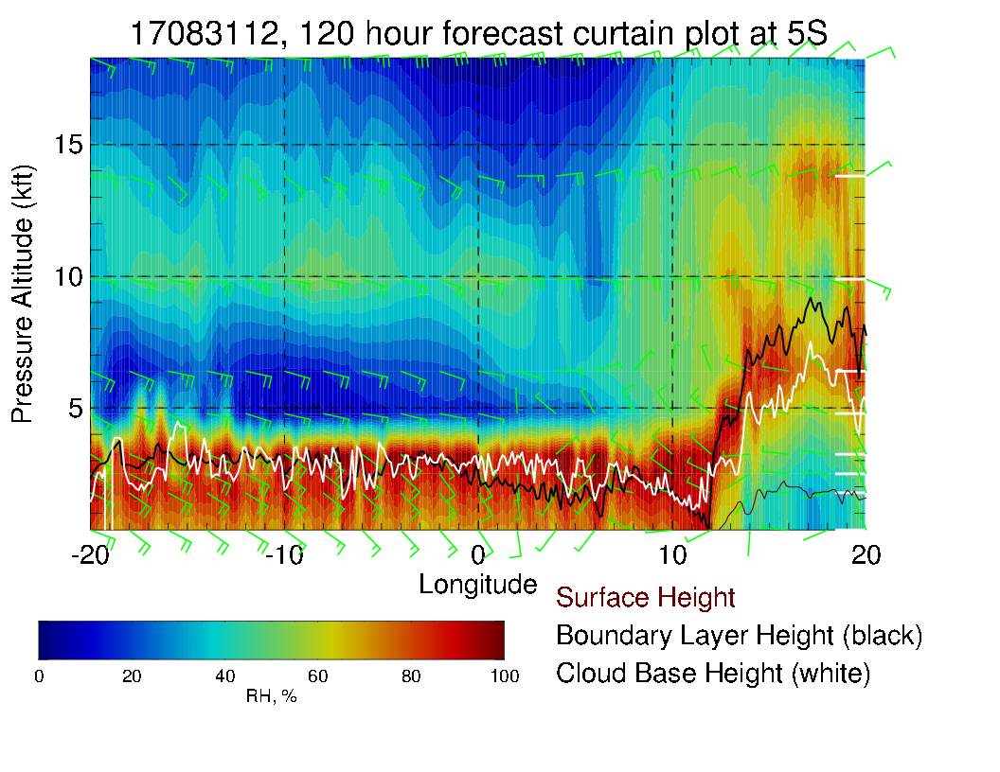 17083112, 120 hour forecast curtain plot at 5S
Pressure Altitude (kft)
15
10
5
-20
-10
0
10
20
Longitude
Surface Height
Boundary Layer Height (black)
Cloud Base Height (white)
0
20
40
60
80
100
RH, %